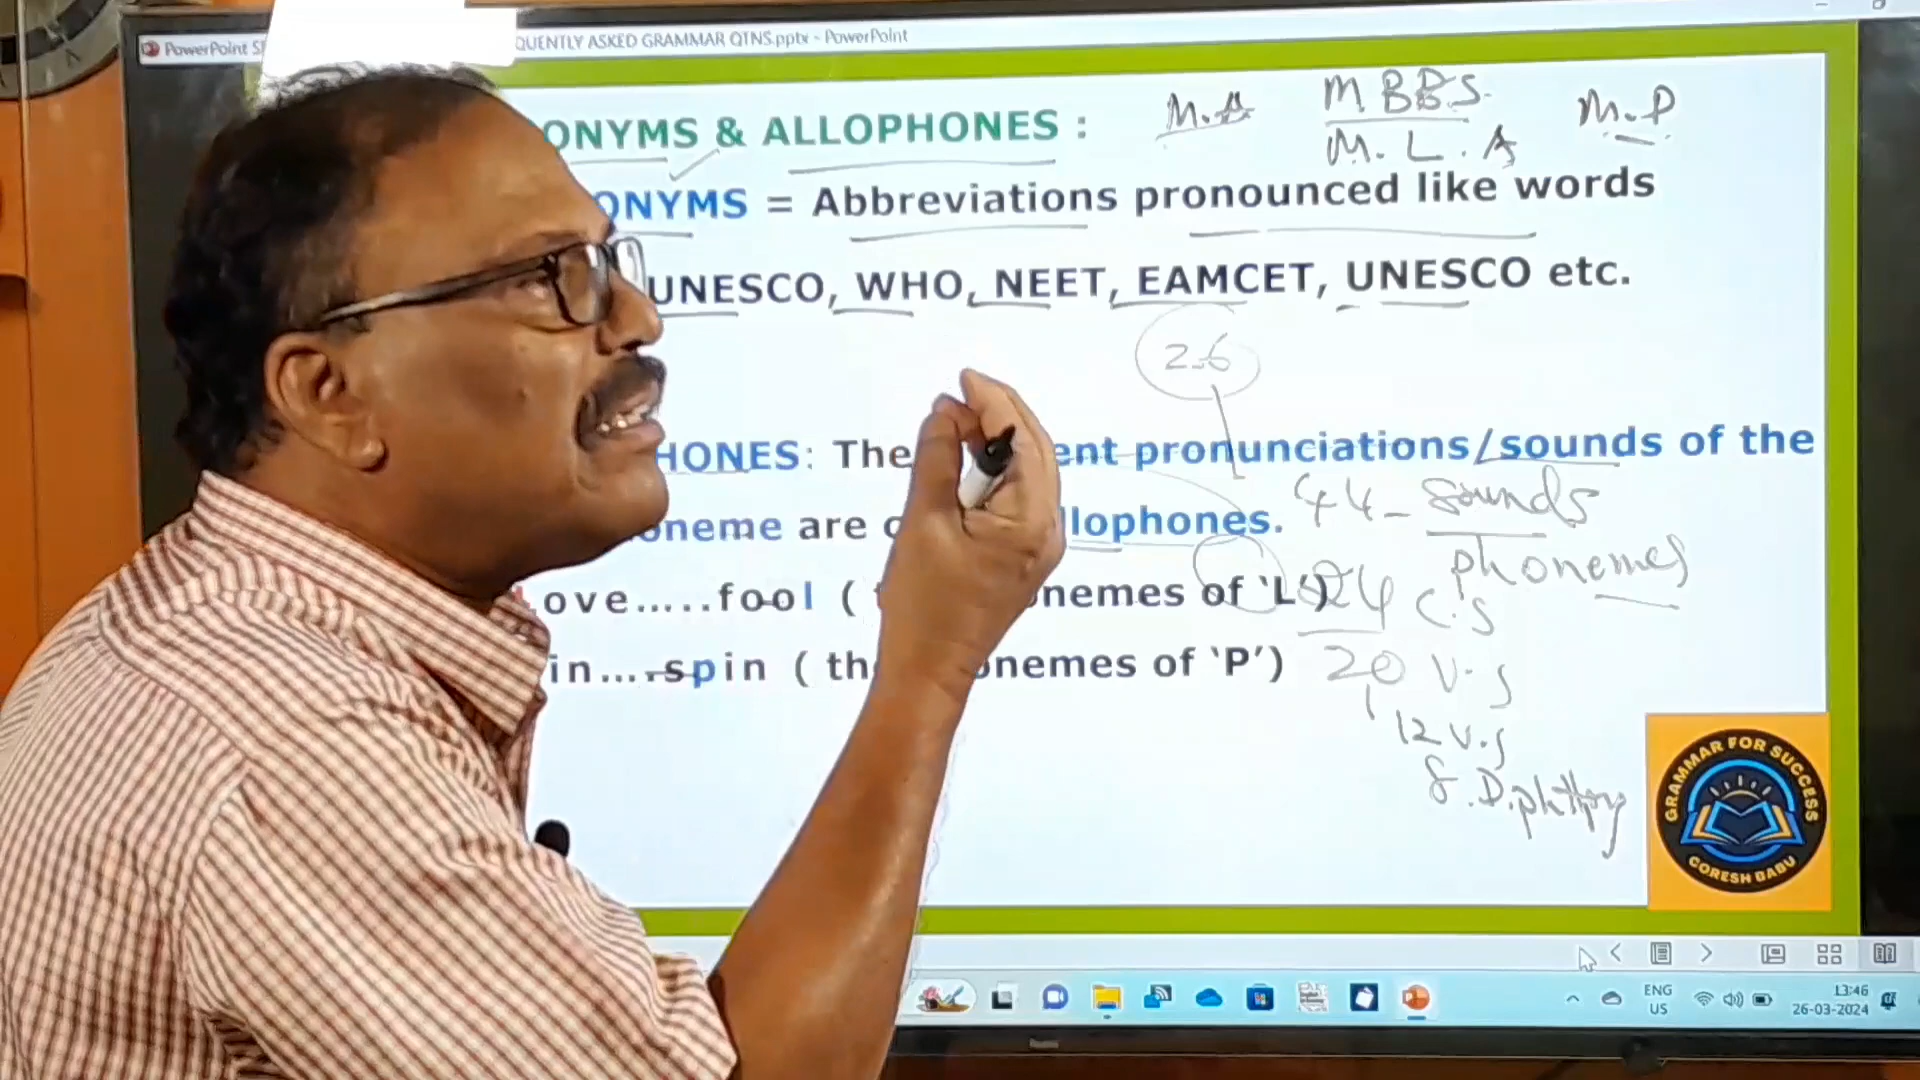 PowerPoint Sl QUENTLY ASKED GRAMMAR QTNS.pptx - PowerPoint
ONYMS & ALLOPHONES :
M.A
M B B S.
M. L. A
M.P
ONYMS = Abbreviations pronounced like words
UNESCO, WHO, NEET, EAMCET, UNESCO etc.
26
HONES: The ent pronunciations/sounds of the
44 - sounds
oneme are llophones.
phonemes
ove.....fool ( nemes of ‘L’)
24 C.S
in....spin ( th nemes of ‘P’)
20 V.S
12 V.S
8.
GRAMMAR FOR SUCCESS
CORESH BABU
ENG
US
13:46
26-03-2024